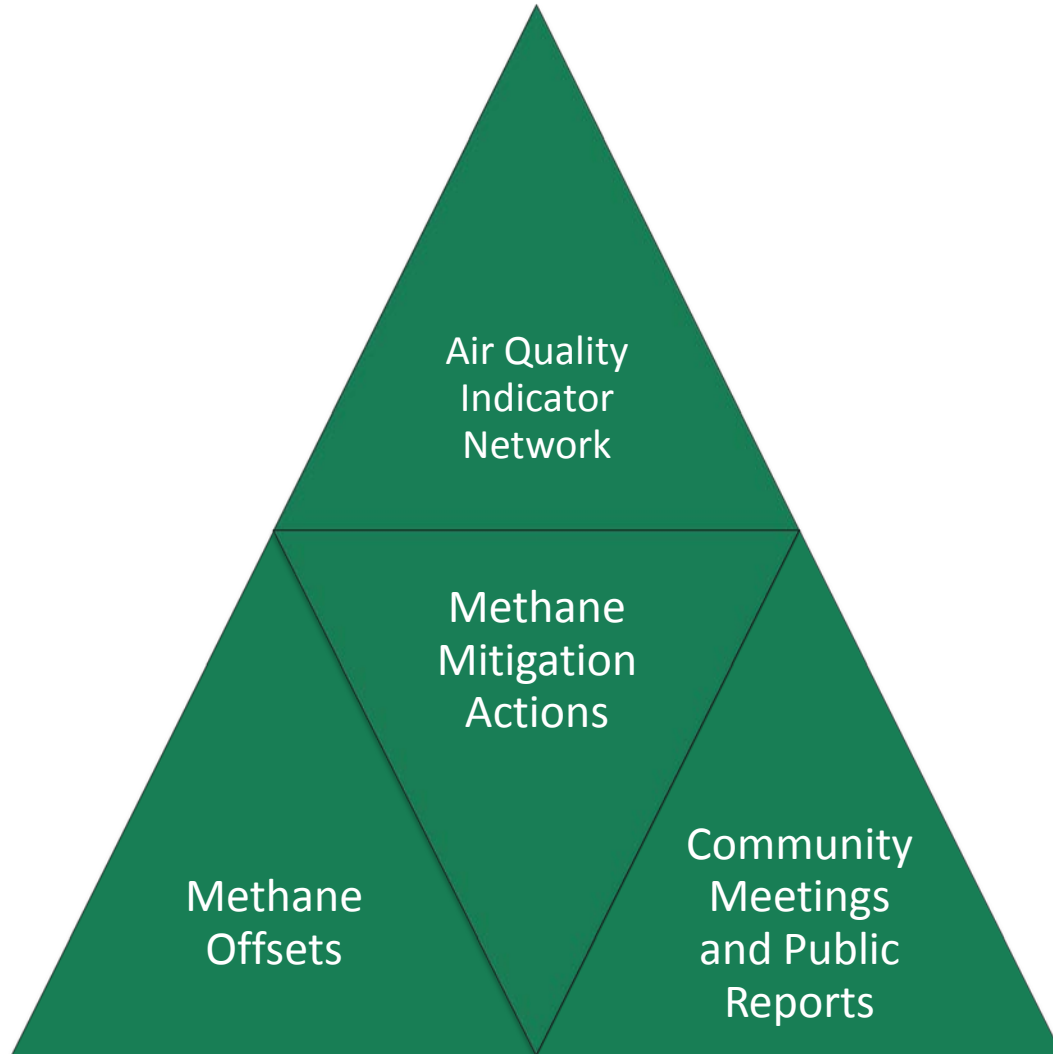 Air Quality
Indicator
Network
Methane
Mitigation
Actions
Methane
Offsets
Community
Meetings
and Public
Reports